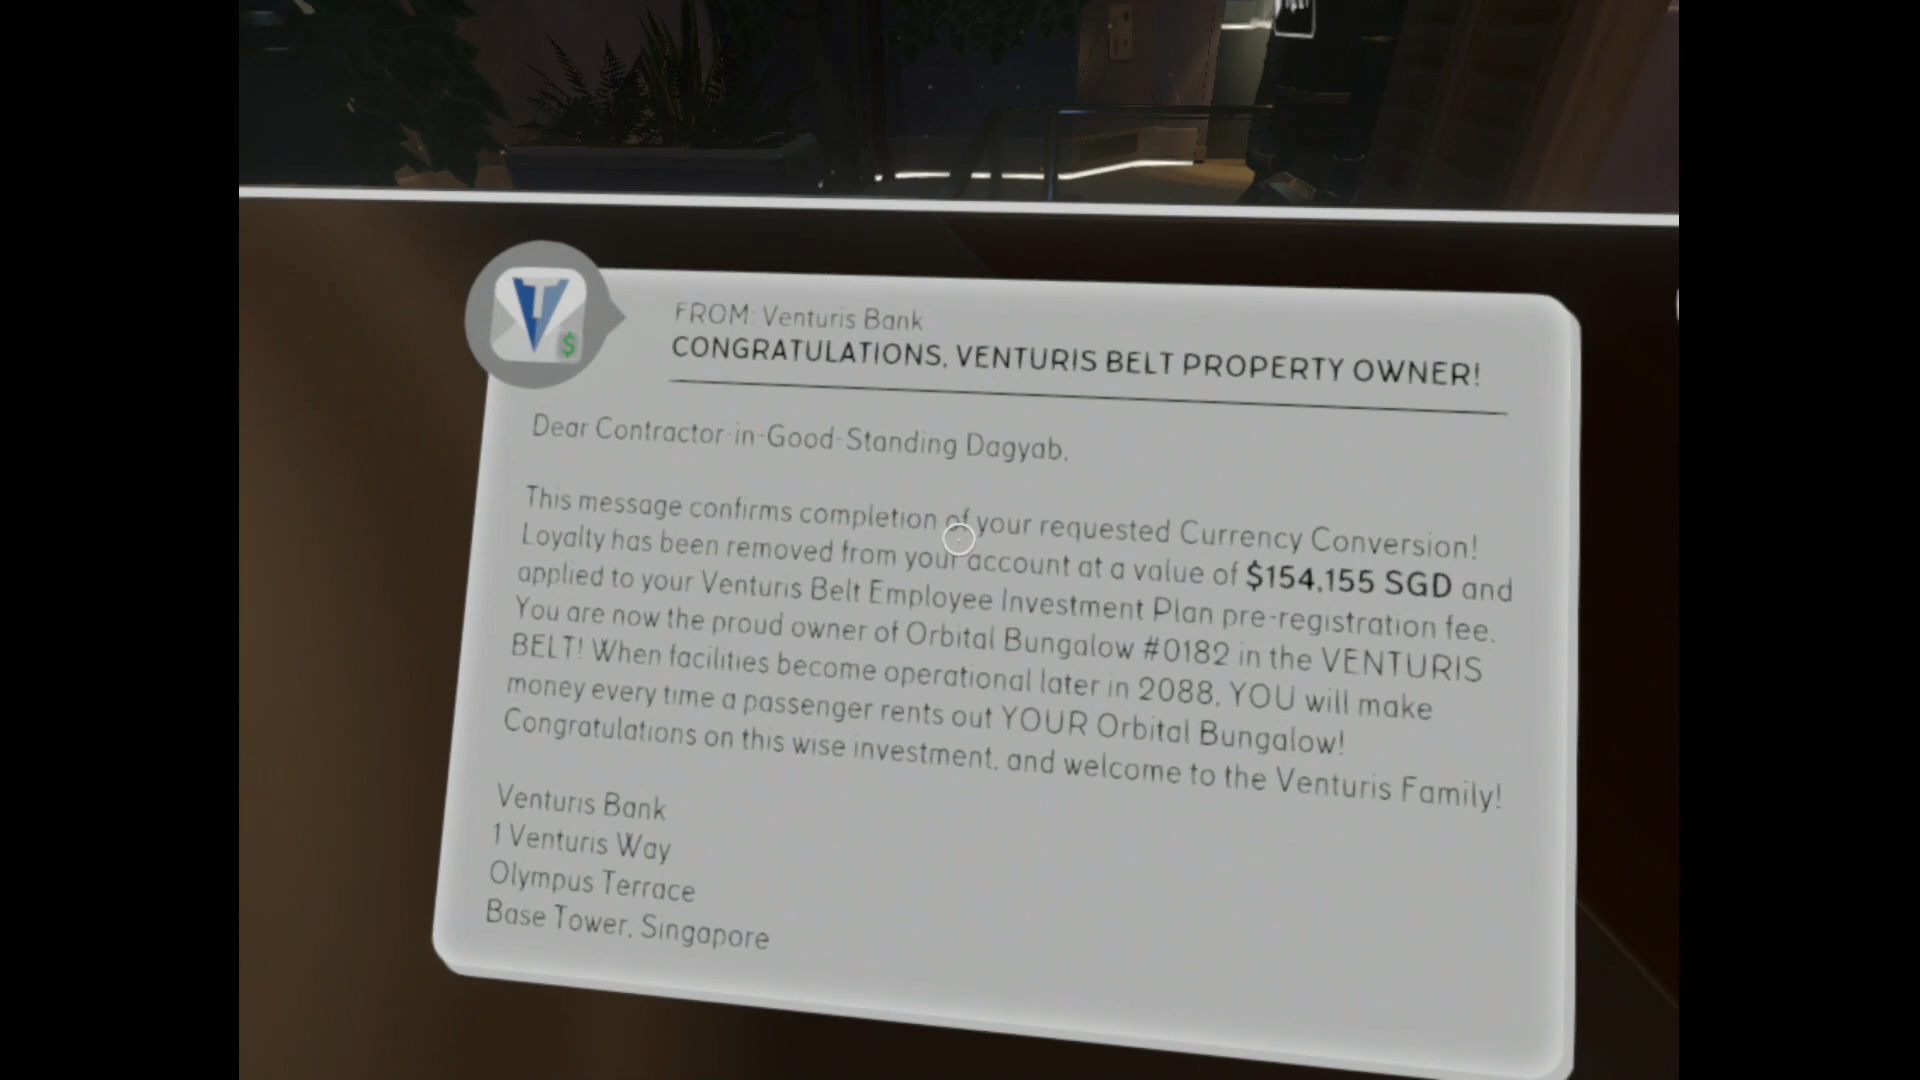 FROM: Venturis Bank
CONGRATULATIONS, VENTURIS BELT PROPERTY OWNER!
Dear Contractor-in-Good-Standing Dagyab,
This message confirms completion of your requested Currency Conversion!
Loyalty has been removed from your account at a value of $154,155 SGD and
applied to your Venturis Belt Employee Investment Plan pre-registration fee.
You are now the proud owner of Orbital Bungalow #0182 in the VENTURIS
BELT! When facilities become operational later in 2088, YOU will make
money every time a passenger rents out YOUR Orbital Bungalow!
Congratulations on this wise investment, and welcome to the Venturis Family!
Venturis Bank
1 Venturis Way
Olympus Terrace
Base Tower, Singapore